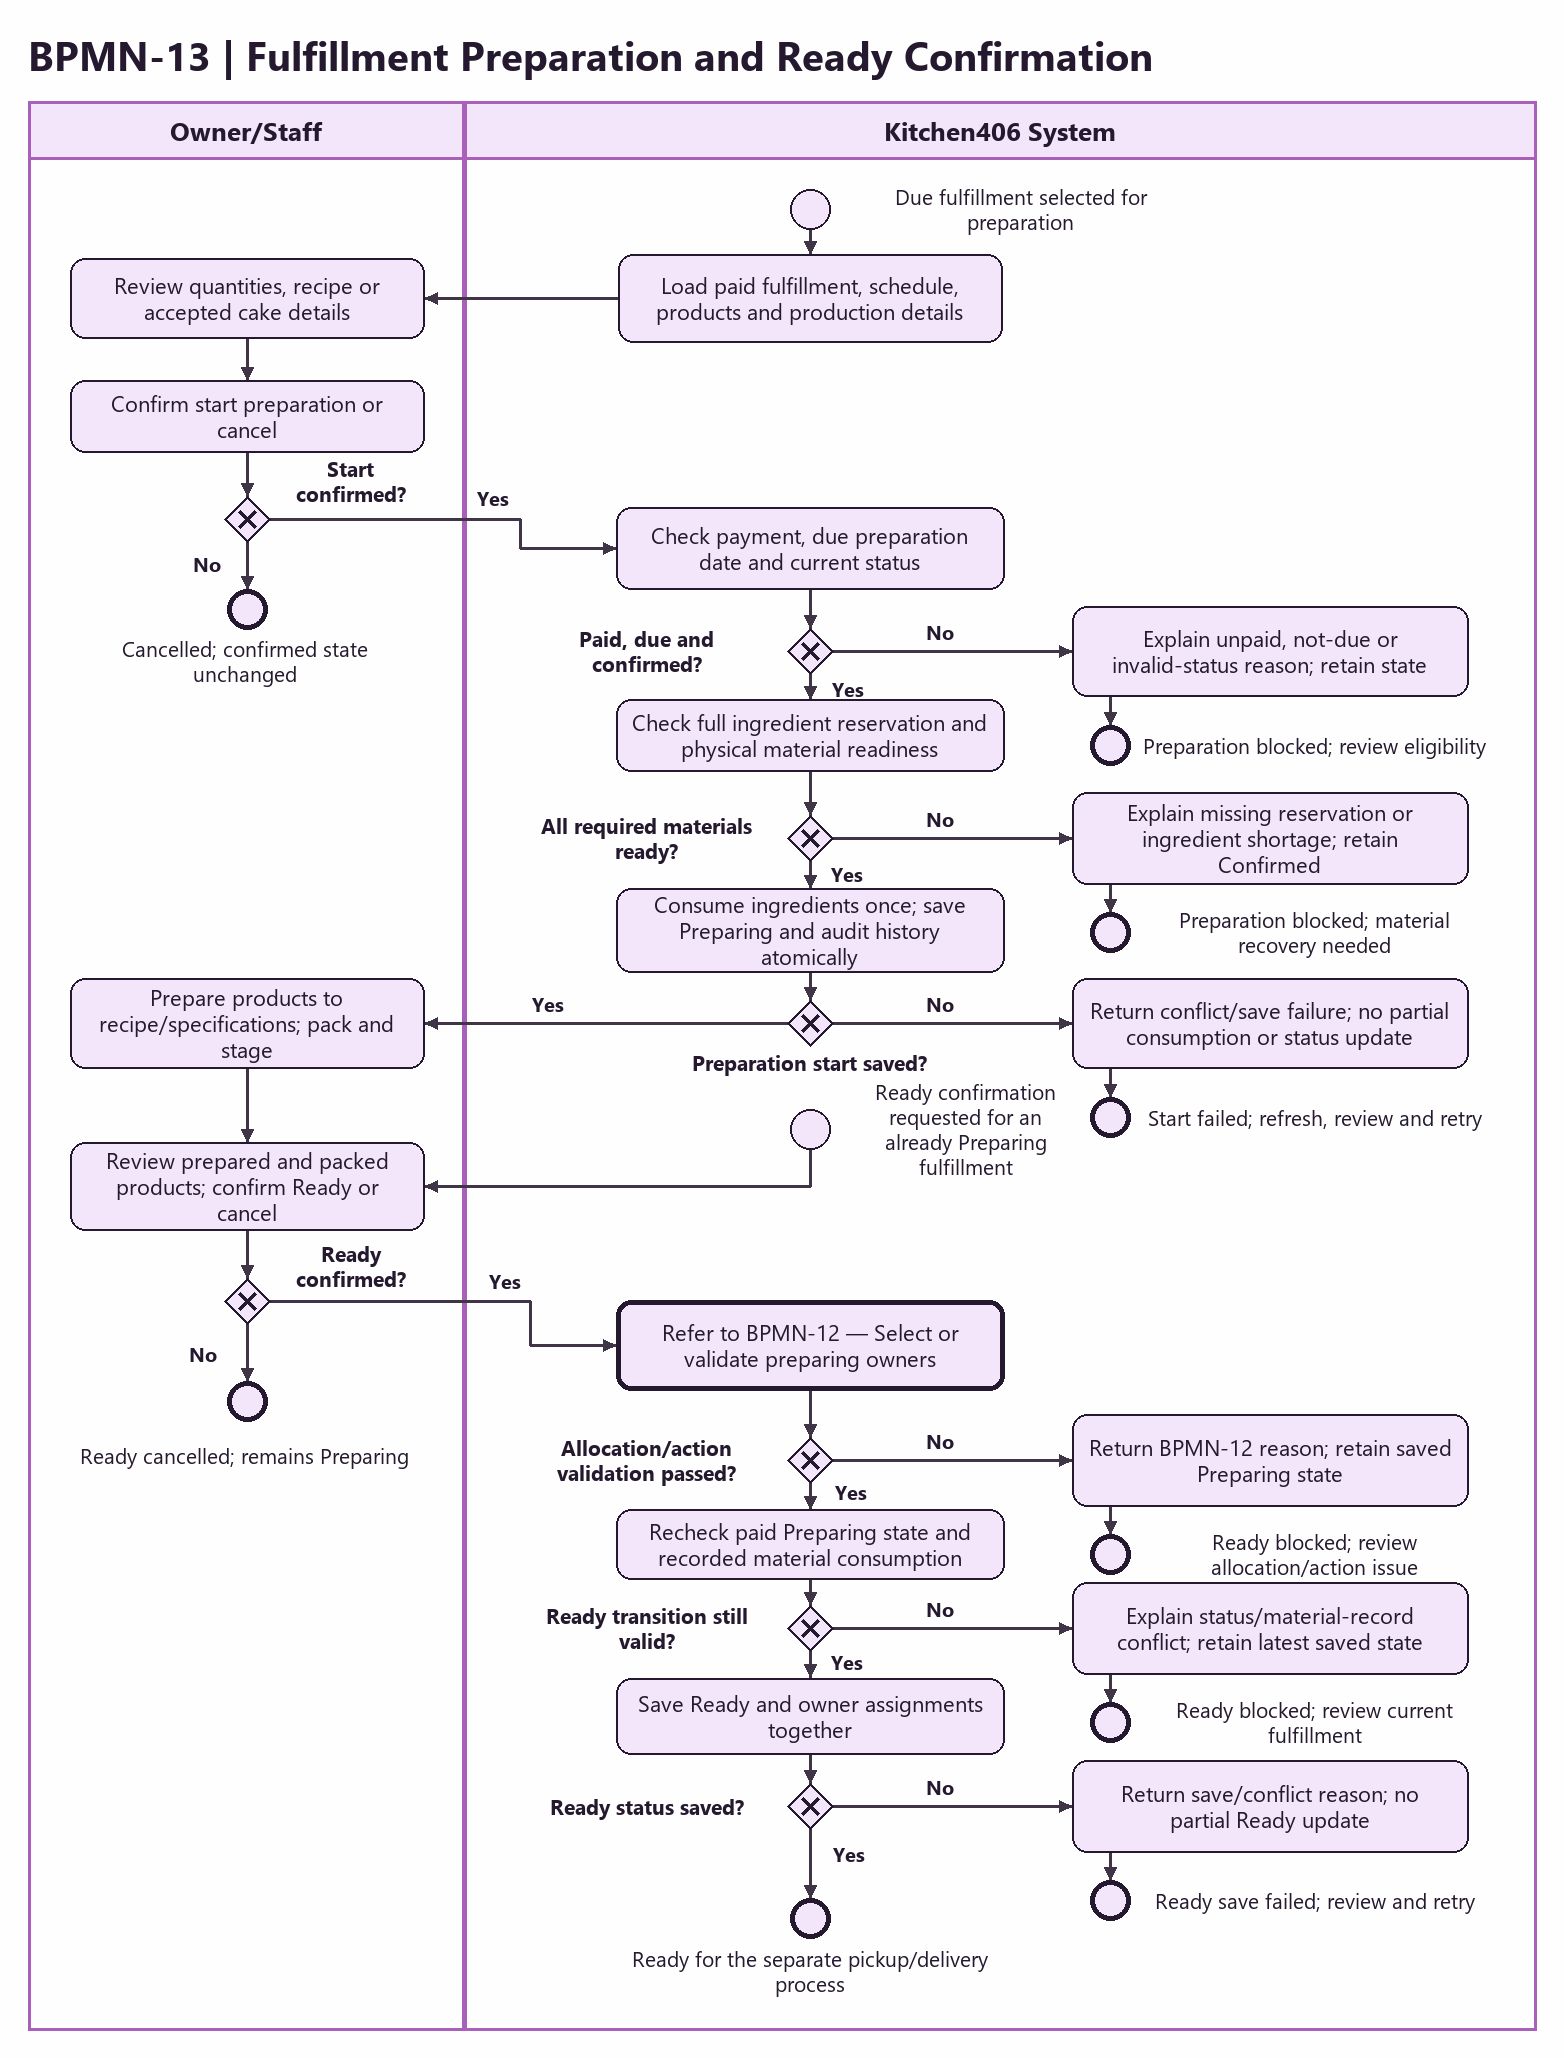 BPMN-13 | Fulfillment Preparation and Ready Confirmation
Owner/Staff
Kitchen406 System
Due fulfillment selected for
preparation
Review quantities, recipe or
accepted cake details
Load paid fulfillment, schedule,
products and production details
Confirm start preparation or
cancel
Start
confirmed?
Yes
No
Cancelled; confirmed state
unchanged
Check payment, due preparation
date and current status
Paid, due and
confirmed?
No
Explain unpaid, not-due or
invalid-status reason; retain state
Yes
Preparation blocked; review eligibility
Check full ingredient reservation and
physical material readiness
All required materials
ready?
No
Explain missing reservation or
ingredient shortage; retain
Confirmed
Yes
Preparation blocked; material
recovery needed
Consume ingredients once; save
Preparing and audit history
atomically
Prepare products to
recipe/specifications; pack and
stage
Yes
No
Return conflict/save failure; no partial
consumption or status update
Preparation start saved?
Start failed; refresh, review and retry
Ready confirmation
requested for an
already Preparing
fulfillment
Review prepared and packed
products; confirm Ready or
cancel
Ready
confirmed?
Yes
No
Ready cancelled; remains Preparing
Refer to BPMN-12 — Select or
validate preparing owners
Allocation/action
validation passed?
No
Return BPMN-12 reason; retain saved
Preparing state
Yes
Ready blocked; review
allocation/action issue
Recheck paid Preparing state and
recorded material consumption
Ready transition still
valid?
No
Explain status/material-record
conflict; retain latest saved state
Yes
Ready blocked; review current
fulfillment
Save Ready and owner assignments
together
Ready status saved?
No
Return save/conflict reason; no
partial Ready update
Yes
Ready save failed; review and retry
Ready for the separate pickup/delivery
process